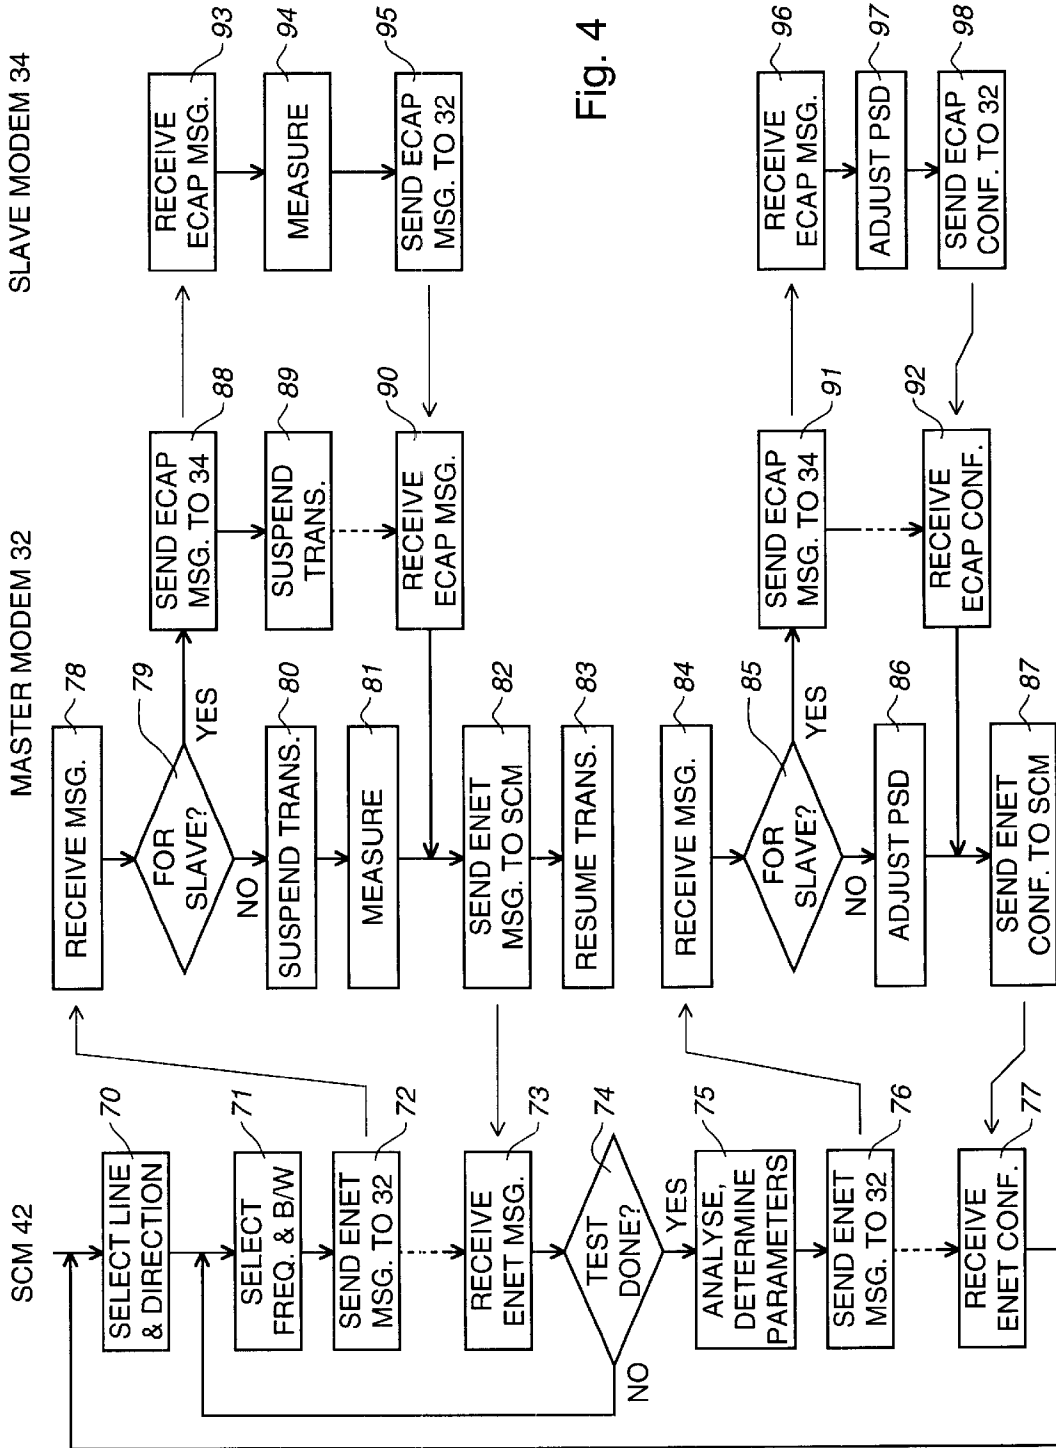 SCM 42
SELECT LINE
& DIRECTION
70
SELECT
FREQ. & B/W
71
SEND ENET
MSG. TO 32
72
RECEIVE
ENET MSG.
73
TEST
DONE?
74
NO
YES
ANALYSE,
DETERMINE
PARAMETERS
75
SEND ENET
MSG. TO 32
76
RECEIVE
ENET CONF.
77
MASTER MODEM 32
RECEIVE MSG.
78
FOR
SLAVE?
79
YES
NO
SUSPEND TRANS.
80
MEASURE
81
SEND ENET
MSG. TO SCM
82
RESUME TRANS.
83
RECEIVE MSG.
84
FOR
SLAVE?
85
YES
NO
ADJUST PSD
86
SEND ENET
CONF. TO SCM
87
SEND ECAP
MSG. TO 34
88
SUSPEND
TRANS.
89
RECEIVE
ECAP MSG.
90
SEND ECAP
MSG. TO 34
91
RECEIVE
ECAP CONF.
92
SLAVE MODEM 34
RECEIVE
ECAP MSG.
93
MEASURE
94
SEND ECAP
MSG. TO 32
95
RECEIVE
ECAP MSG.
96
ADJUST PSD
97
SEND ECAP
CONF. TO 32
98
Fig. 4